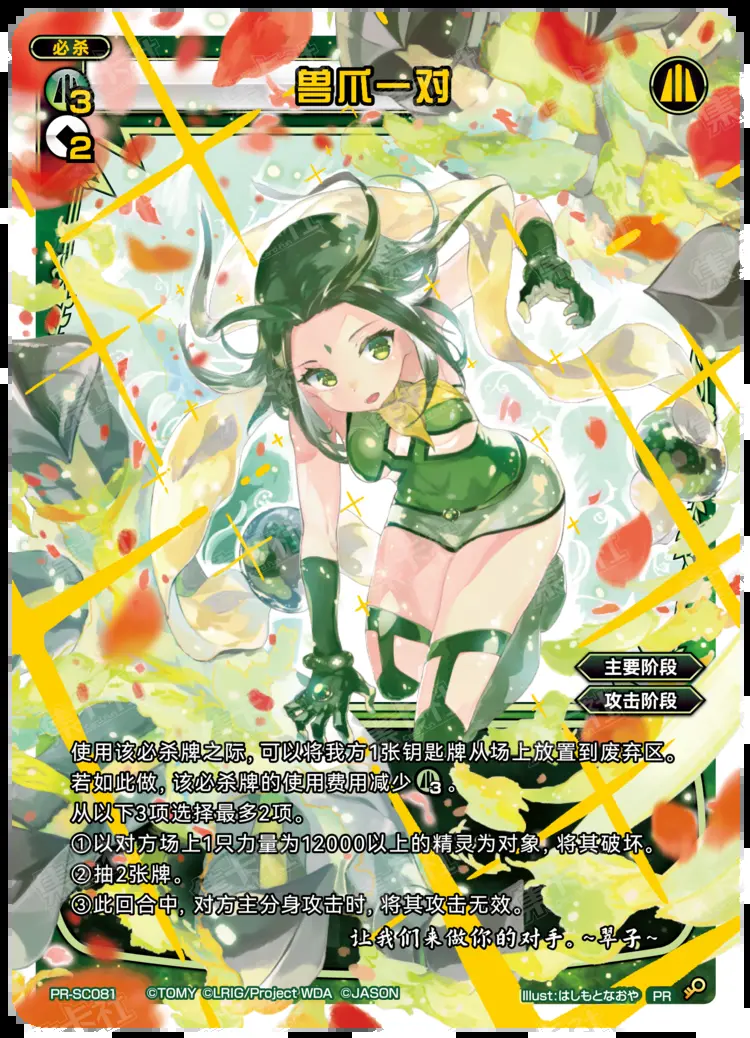 必杀
兽爪一对
3
2
主要阶段
攻击阶段
使用该必杀牌之际, 可以将我方1张钥匙牌从场上放置到废弃区。
若如此做, 该必杀牌的使用费用减少3。
从以下3项选择最多2项。
①以对方场上1只力量为12000以上的精灵为对象, 将其破坏。
②抽2张牌。
③此回合中, 对方主分身攻击时, 将其攻击无效。
让我们来做你的对手。~翠子~
PR-SC081 ©TOMY ©LRIG/Project WDA ©JASON Illust:はしもとなおや PR